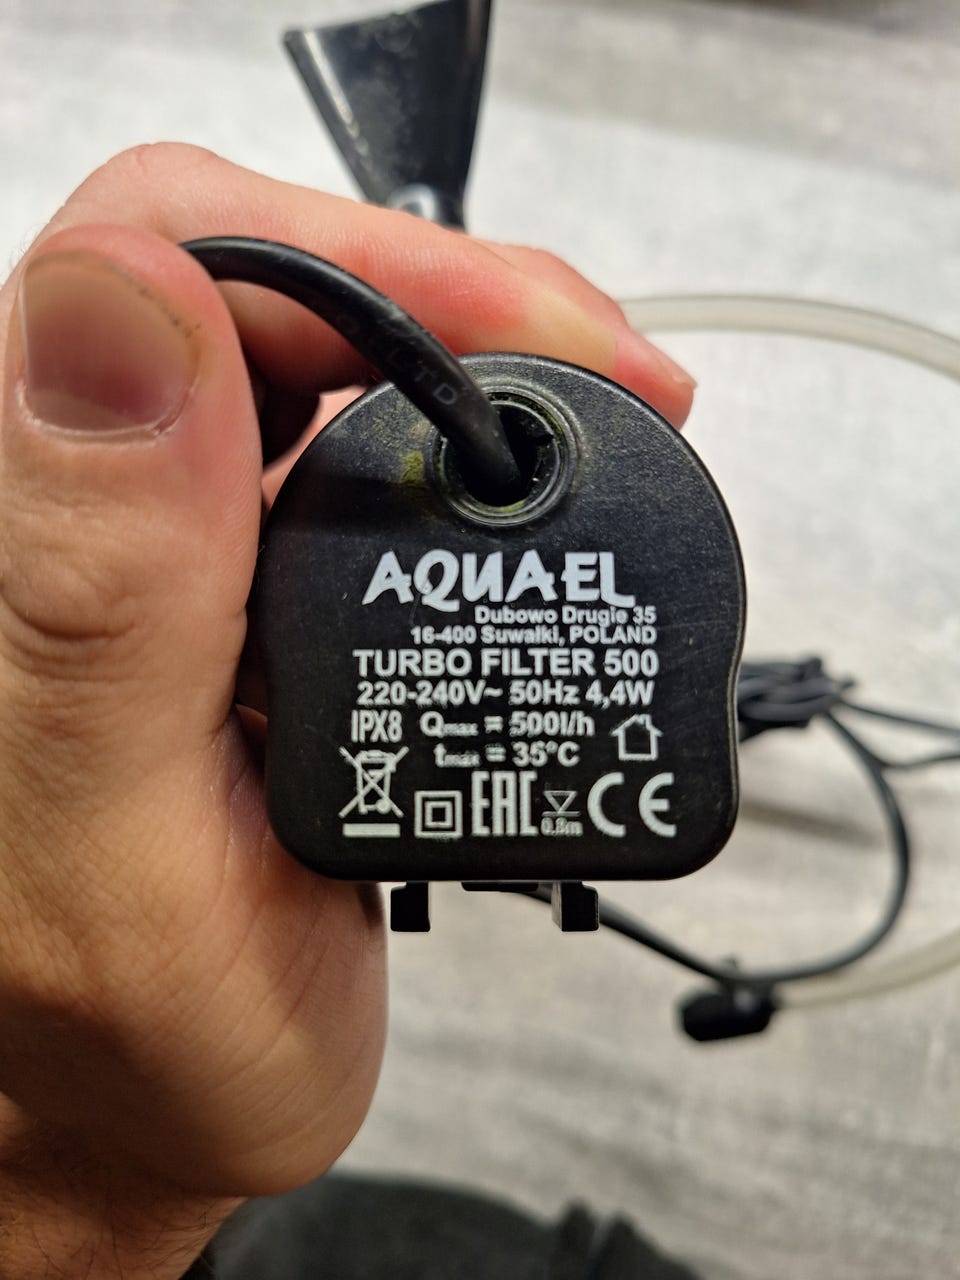 LTD
AQUAEL
Dubowo Drugie 35
16-400 Suwałki, POLAND
TURBO FILTER 500
220-240V~ 50Hz 4,4W
IPX8 Qmax = 500l/h
tmax = 35°C
EAC 0.8m CE